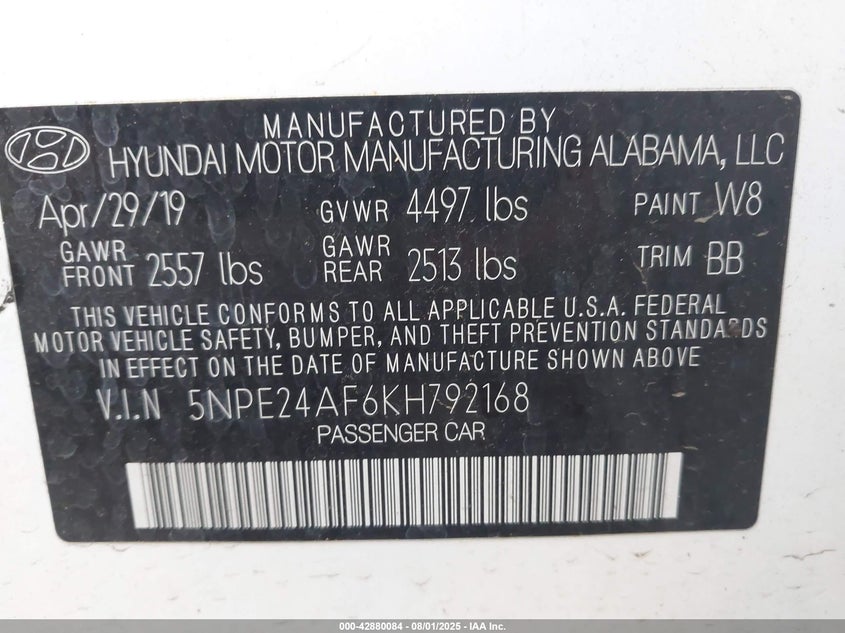 MANUFACTURED BY
HYUNDAI MOTOR MANUFACTURING ALABAMA, LLC
Apr/29/19 GVWR 4497 lbs PAINT W8
GAWR FRONT 2557 lbs GAWR REAR 2513 lbs TRIM BB
THIS VEHICLE CONFORMS TO ALL APPLICABLE U.S.A. FEDERAL
MOTOR VEHICLE SAFETY, BUMPER, AND THEFT PREVENTION STANDARDS
IN EFFECT ON THE DATE OF MANUFACTURE SHOWN ABOVE
V.I.N 5NPE24AF6KH792168
PASSENGER CAR
000-42880084 - 08/01/2025 - IAA Inc.